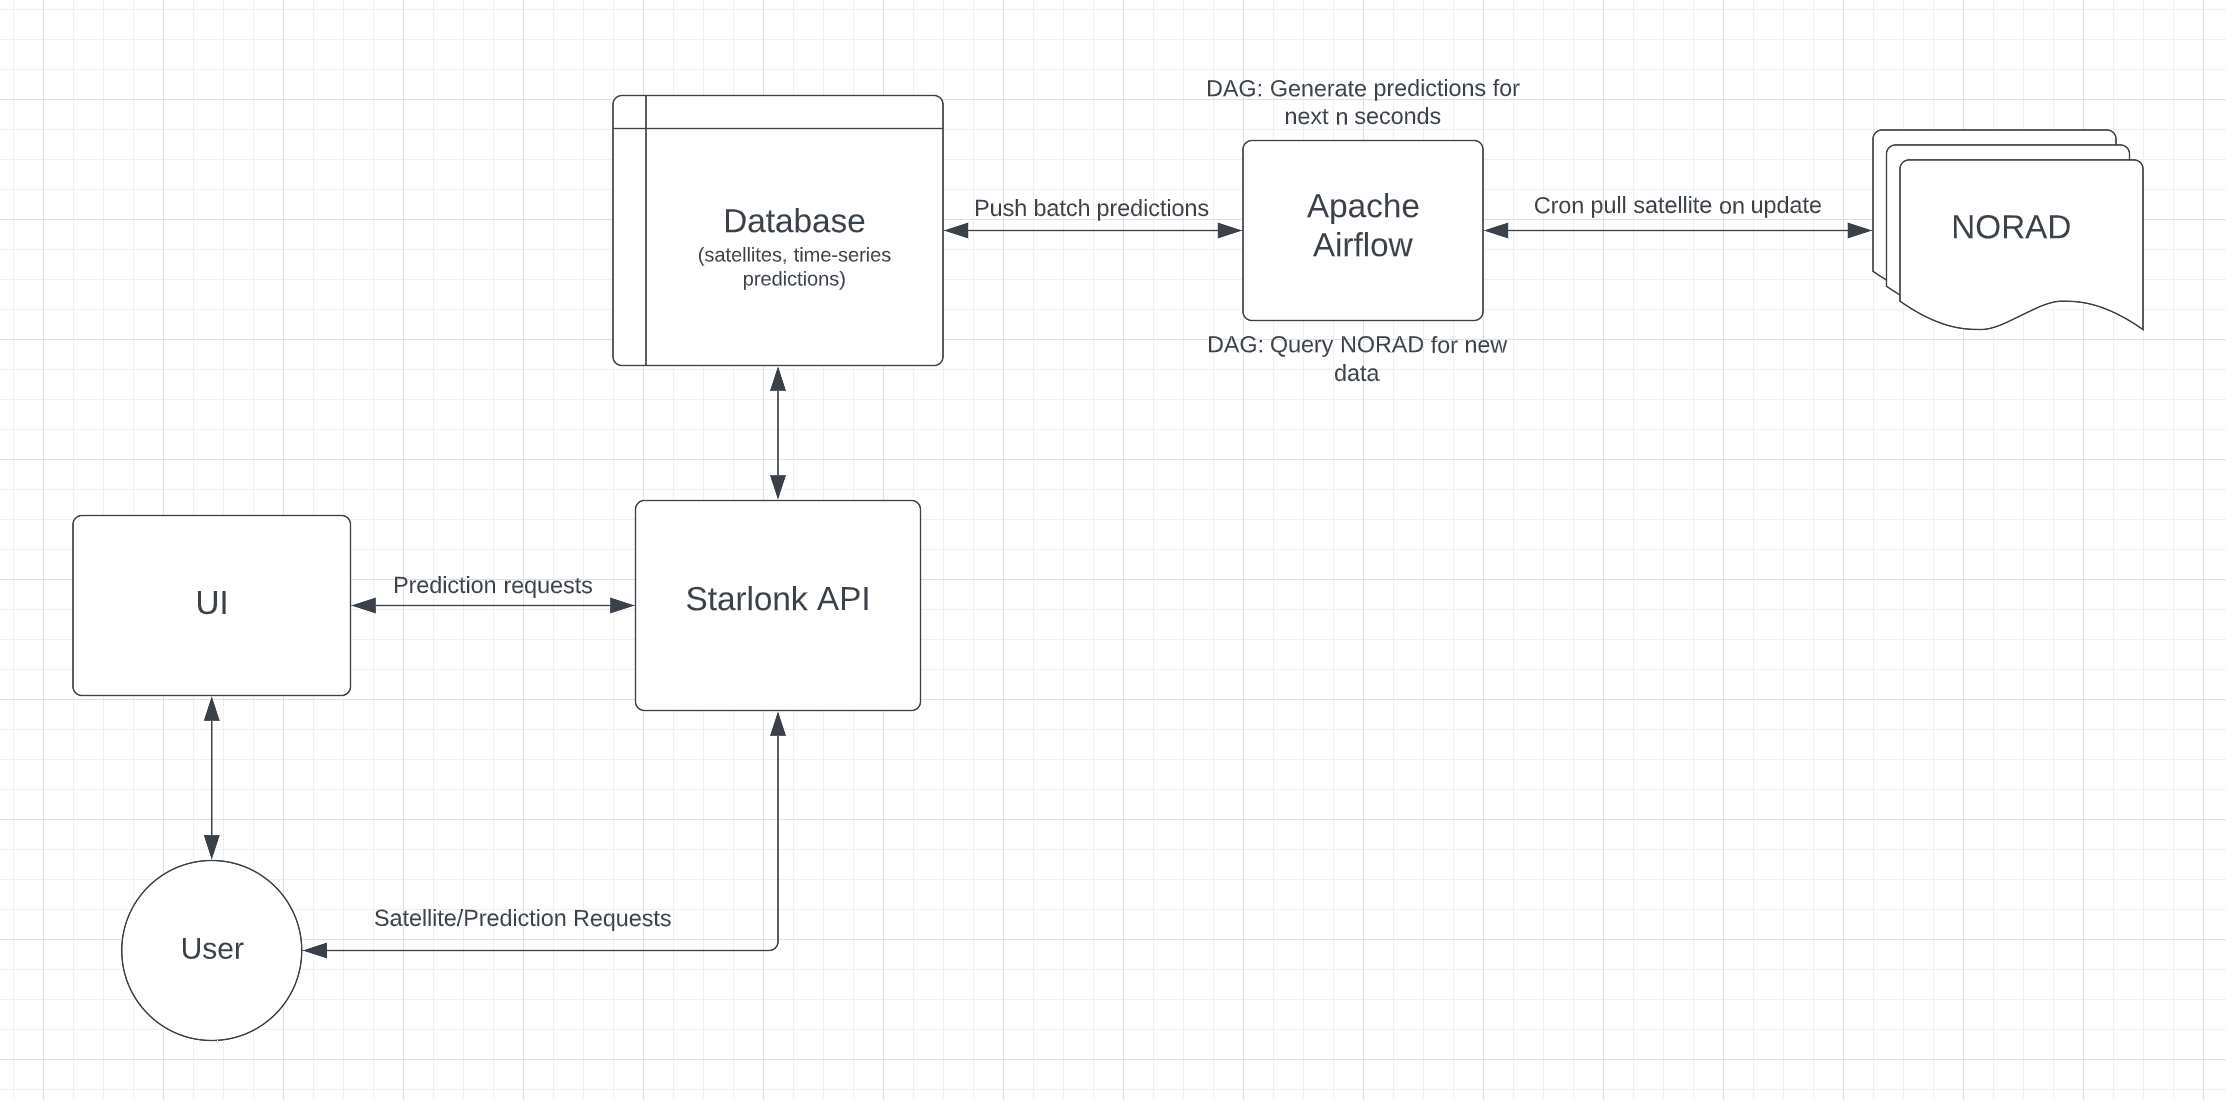 DAG: Generate predictions for
next n seconds
Database
(satellites, time-series
predictions)
Push batch predictions
Apache
Airflow
Cron pull satellite on update
NORAD
DAG: Query NORAD for new
data
UI
Prediction requests
Starlonk API
User
Satellite/Prediction Requests